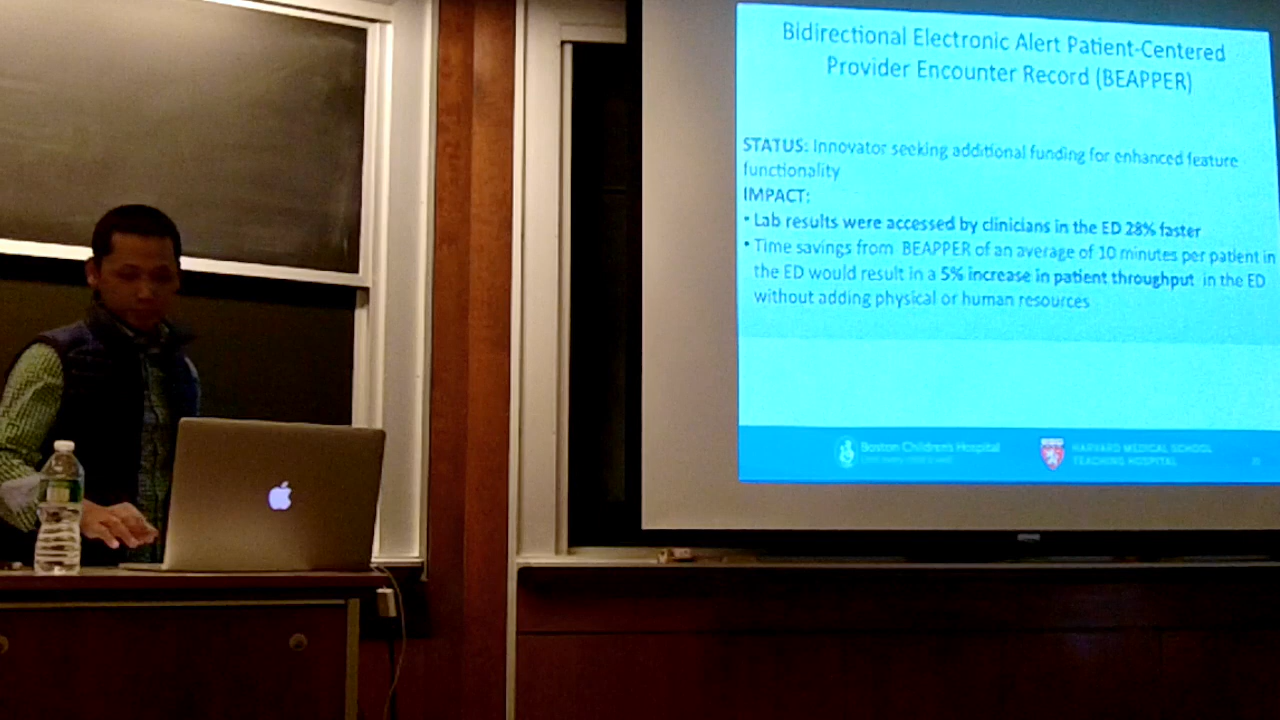 Bidirectional Electronic Alert Patient-Centered
Provider Encounter Record (BEAPPER)
STATUS: Innovator seeking additional funding for enhanced feature
functionality
IMPACT:
• Lab results were accessed by clinicians in the ED 28% faster
• Time savings from BEAPPER of an average of 10 minutes per patient in
the ED would result in a 5% increase in patient throughput in the ED
without adding physical or human resources
Boston Children's Hospital
HARVARD MEDICAL SCHOOL
TEACHING HOSPITAL